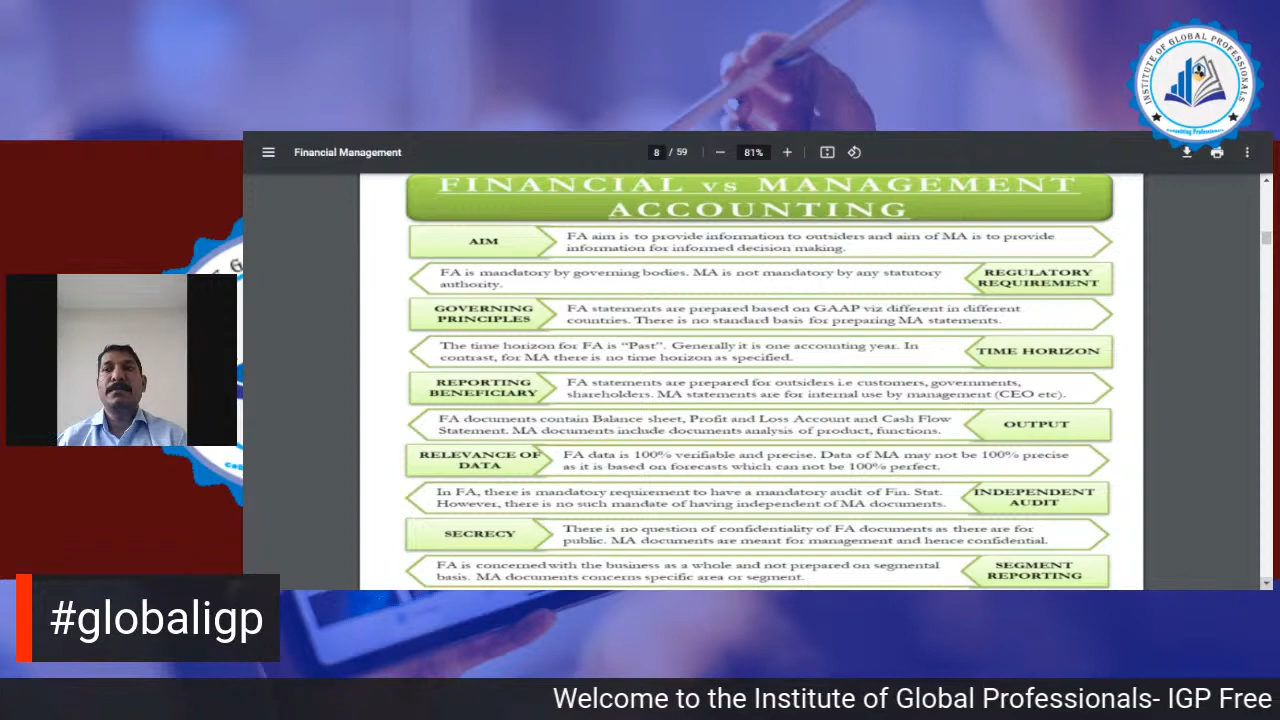 INSTITUTE OF GLOBAL PROFESSIONALS
Financial Management
8 / 59
81%
FINANCIAL vs MANAGEMENT
ACCOUNTING
AIM
FA aim is to provide information to outsiders and aim of MA is to provide
information for informed decision making.
FA is mandatory by governing bodies. MA is not mandatory by any statutory
authority.
REGULATORY
REQUIREMENT
GOVERNING
PRINCIPLES
FA statements are prepared based on GAAP viz different in different
countries. There is no standard basis for preparing MA statements.
The time horizon for FA is “Past”. Generally it is one accounting year. In
contrast, for MA there is no time horizon as specified.
TIME HORIZON
REPORTING
BENEFICIARY
FA statements are prepared for outsiders i.e customers, governments,
shareholders. MA statements are for internal use by management (CEO etc).
FA documents contain Balance sheet, Profit and Loss Account and Cash Flow
Statement. MA documents include documents analysis of product, functions.
OUTPUT
RELEVANCE OF
DATA
FA data is 100% verifiable and precise. Data of MA may not be 100% precise
as it is based on forecasts which can not be 100% perfect.
In FA, there is mandatory requirement to have a mandatory audit of Fin. Stat.
However, there is no such mandate of having independent of MA documents.
INDEPENDENT
AUDIT
SECRECY
There is no question of confidentiality of FA documents as there are for
public. MA documents are meant for management and hence confidential.
FA is concerned with the business as a whole and not prepared on segmental
basis. MA documents concerns specific area or segment.
SEGMENT
REPORTING
#globaligp
Welcome to the Institute of Global Professionals- IGP Free